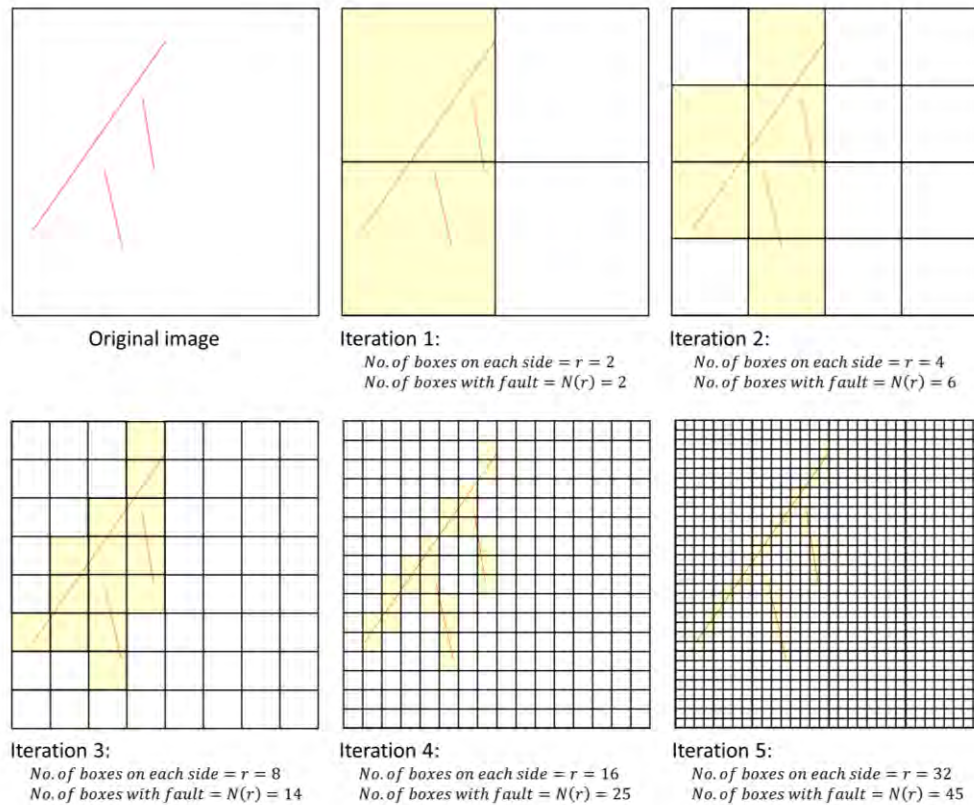 Original image
Iteration 1:
No. of boxes on each side = r = 2
No. of boxes with fault = N(r) = 2
Iteration 2:
No. of boxes on each side = r = 4
No. of boxes with fault = N(r) = 6
Iteration 3:
No. of boxes on each side = r = 8
No. of boxes with fault = N(r) = 14
Iteration 4:
No. of boxes on each side = r = 16
No. of boxes with fault = N(r) = 25
Iteration 5:
No. of boxes on each side = r = 32
No. of boxes with fault = N(r) = 45